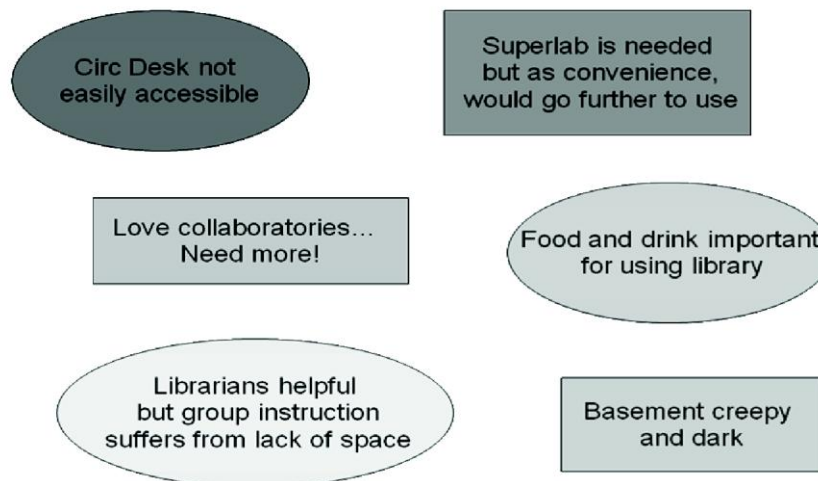 Circ Desk not
easily accessible
Superlab is needed
but as convenience,
would go further to use
Love collaboratories…
Need more!
Food and drink important
for using library
Librarians helpful
but group instruction
suffers from lack of space
Basement creepy
and dark